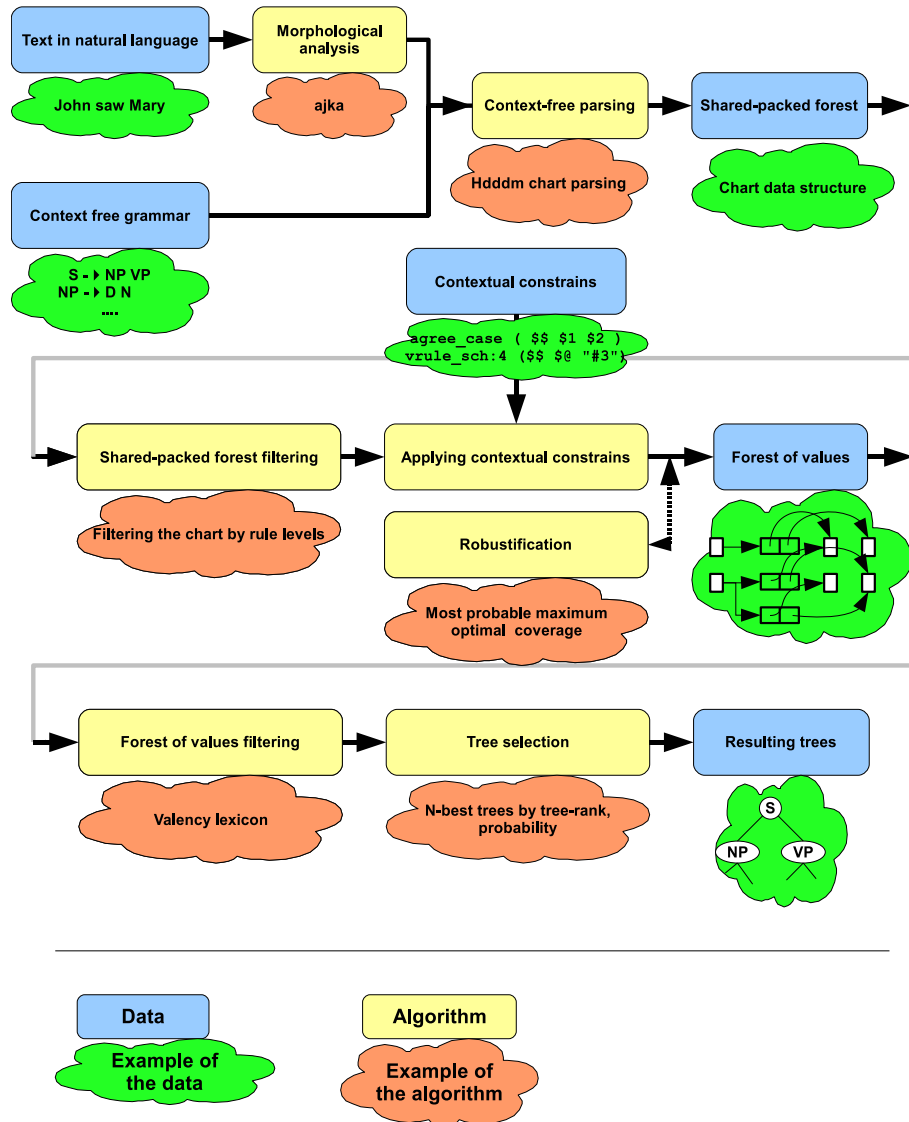 Text in natural language
Morphological
analysis
John saw Mary
ajka
Context-free parsing
Shared-packed forest
Hdddm chart parsing
Chart data structure
Context free grammar
S - ▸ NP VP
NP - ▸ D N
....
Contextual constrains
agree_case ( $$ $1 $2 )
vrule_sch:4 ($$ $@ "#3")
Shared-packed forest filtering
Applying contextual constrains
Forest of values
Filtering the chart by rule levels
Robustification
Most probable maximum
optimal coverage
Forest of values filtering
Tree selection
Resulting trees
Valency lexicon
N-best trees by tree-rank,
probability
S
NP
VP
Data
Algorithm
Example of
the data
Example of
the algorithm